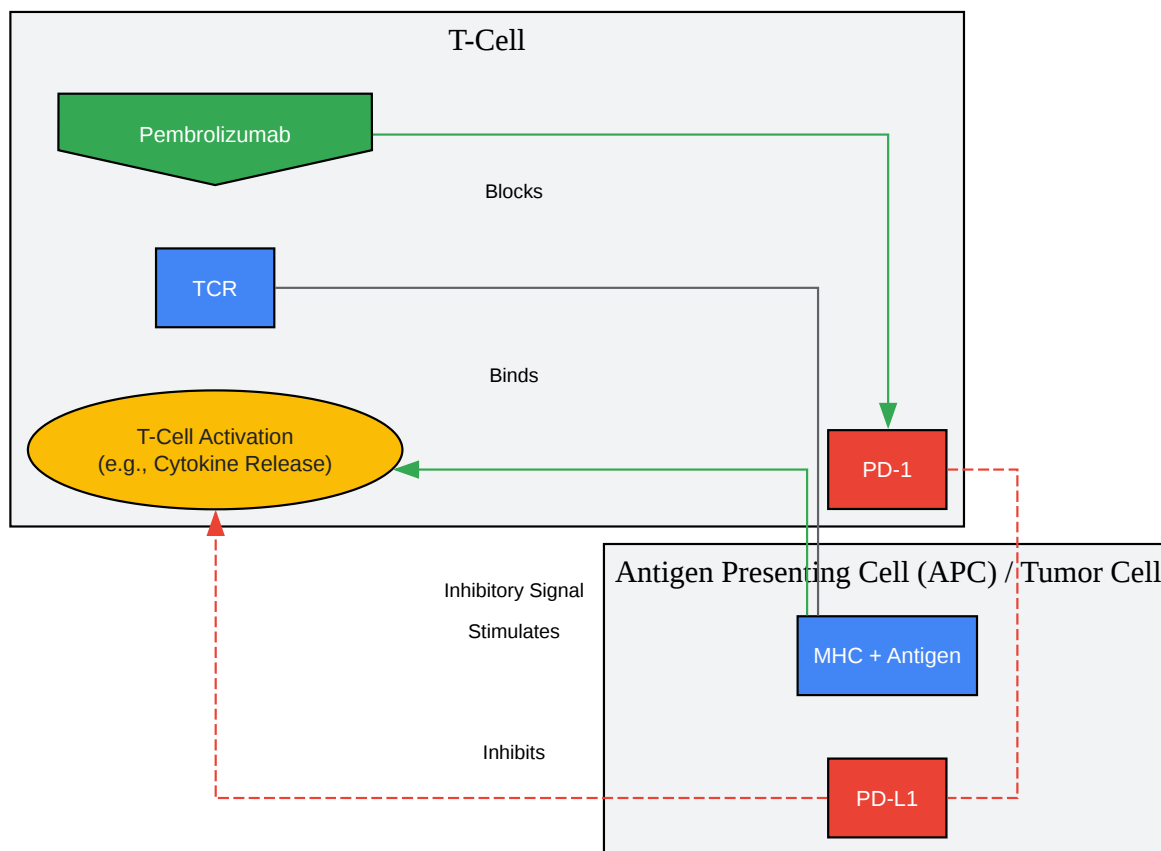 T-Cell
Pembrolizumab
Blocks
TCR
Binds
T-Cell Activation
(e.g., Cytokine Release)
PD-1
Antigen Presenting Cell (APC) / Tumor Cell
Inhibitory Signal
Stimulates
MHC + Antigen
Inhibits
PD-L1